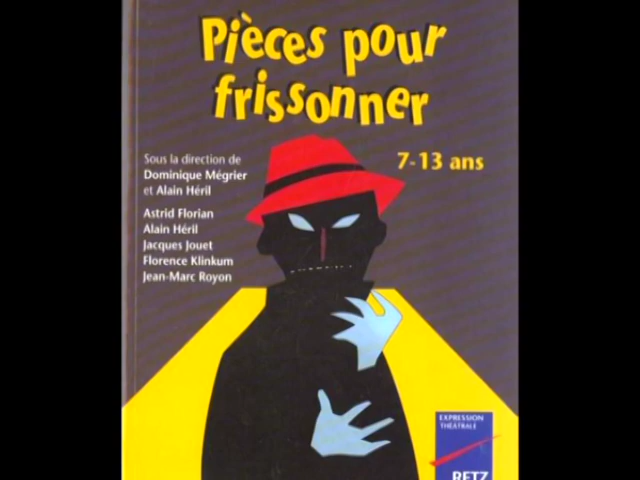 Pièces pour
frissonner
7-13 ans
Sous la direction de
Dominique Mégrier
et Alain Héril
Astrid Florian
Alain Héril
Jacques Jouet
Florence Klinkum
Jean-Marc Royon
EXPRESSION
THÉÂTRALE
RETZ